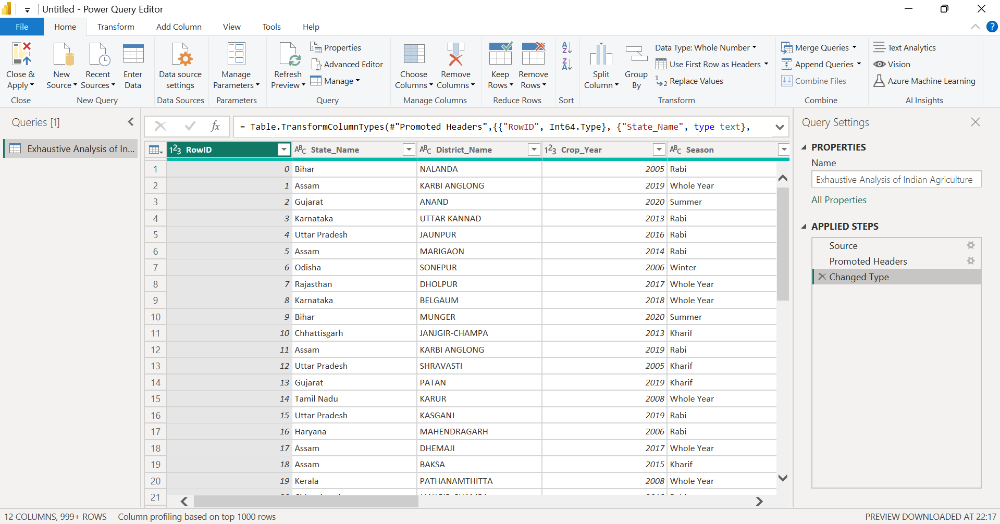 Untitled - Power Query Editor
File Home Transform Add Column View Tools Help
Close & Apply
Close
New Source
Recent Sources
Enter Data
New Query
Data source settings
Data Sources
Manage Parameters
Parameters
Refresh Preview
Properties
Advanced Editor
Manage
Query
Choose Columns
Remove Columns
Manage Columns
Keep Rows
Remove Rows
Reduce Rows
Sort
Split Column
Group By
Data Type: Whole Number
Use First Row as Headers
Replace Values
Transform
Merge Queries
Append Queries
Combine Files
Combine
Text Analytics
Vision
Azure Machine Learning
AI Insights
Queries [1]
Exhaustive Analysis of In...
fx = Table.TransformColumnTypes(#"Promoted Headers",{{"RowID", Int64.Type}, {"State_Name", type text},
RowID State_Name District_Name Crop_Year Season
1 0 Bihar NALANDA 2005 Rabi
2 1 Assam KARBI ANGLONG 2019 Whole Year
3 2 Gujarat ANAND 2020 Summer
4 3 Karnataka UTTAR KANNAD 2013 Rabi
5 4 Uttar Pradesh JAUNPUR 2016 Rabi
6 5 Assam MARIGAON 2014 Rabi
7 6 Odisha SONEPUR 2006 Winter
8 7 Rajasthan DHOLPUR 2017 Whole Year
9 8 Karnataka BELGAUM 2018 Whole Year
10 9 Bihar MUNGER 2020 Summer
11 10 Chhattisgarh JANJGIR-CHAMPA 2013 Kharif
12 11 Assam KARBI ANGLONG 2019 Rabi
13 12 Uttar Pradesh SHRAVASTI 2005 Kharif
14 13 Gujarat PATAN 2019 Kharif
15 14 Tamil Nadu KARUR 2008 Whole Year
16 15 Uttar Pradesh KASGANJ 2019 Rabi
17 16 Haryana MAHENDRAGARH 2006 Rabi
18 17 Assam DHEMAJI 2017 Whole Year
19 18 Assam BAKSA 2015 Kharif
20 19 Kerala PATHANAMTHITTA 2008 Whole Year
21
Query Settings
PROPERTIES
Name
Exhaustive Analysis of Indian Agriculture
All Properties
APPLIED STEPS
Source
Promoted Headers
Changed Type
12 COLUMNS, 999+ ROWS Column profiling based on top 1000 rows
PREVIEW DOWNLOADED AT 22:17